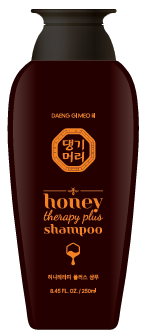 DAENG GI MEO RI
댕기
머리
honey
therapy plus
shampoo
허니테라피 플러스 샴푸
8.45 FL. OZ. / 250ml